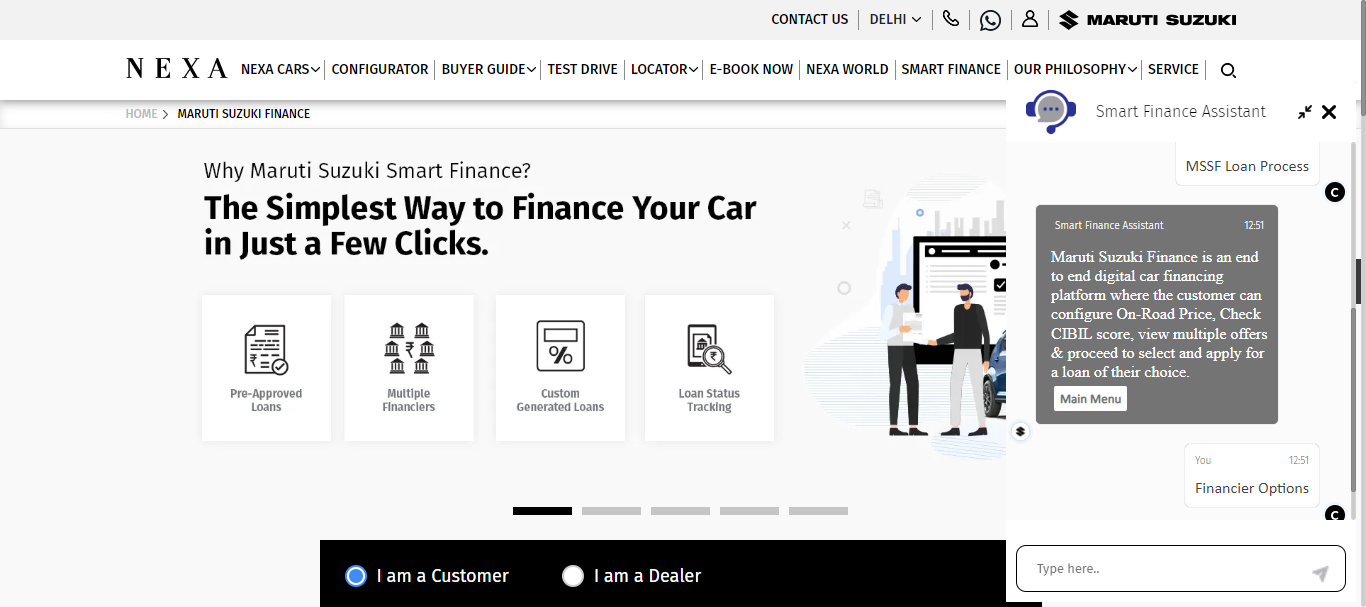 CONTACT US
DELHI
MARUTI SUZUKI
NEXA
NEXA CARS
CONFIGURATOR
BUYER GUIDE
TEST DRIVE
LOCATOR
E-BOOK NOW
NEXA WORLD
SMART FINANCE
OUR PHILOSOPHY
SERVICE
HOME
MARUTI SUZUKI FINANCE
Why Maruti Suzuki Smart Finance?
The Simplest Way to Finance Your Car
in Just a Few Clicks.
Pre-Approved
Loans
Multiple
Financiers
Custom
Generated Loans
Loan Status
Tracking
I am a Customer
I am a Dealer
Smart Finance Assistant
MSSF Loan Process
C
Smart Finance Assistant 12:51
Maruti Suzuki Finance is an end
to end digital car financing
platform where the customer can
configure On-Road Price, Check
CIBIL score, view multiple offers
& proceed to select and apply for
a loan of their choice.
Main Menu
You 12:51
Financier Options
C
Type here..